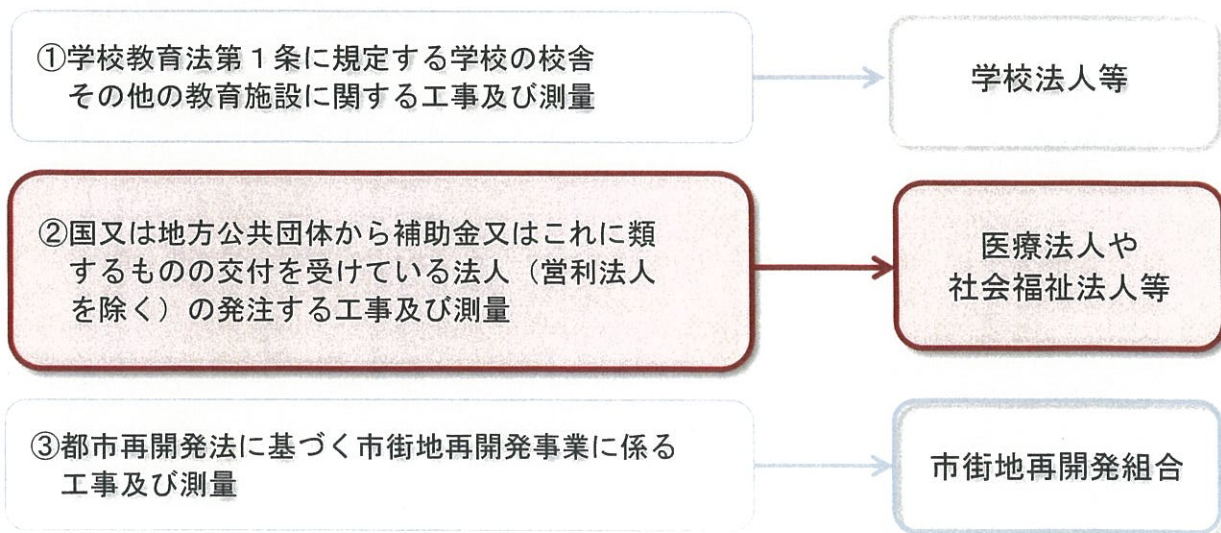 ①学校教育法第１条に規定する学校の校舎
その他の教育施設に関する工事及び測量
学校法人等
②国又は地方公共団体から補助金又はこれに類
するものの交付を受けている法人（営利法人
を除く）の発注する工事及び測量
医療法人や
社会福祉法人等
③都市再開発法に基づく市街地再開発事業に係る
工事及び測量
市街地再開発組合